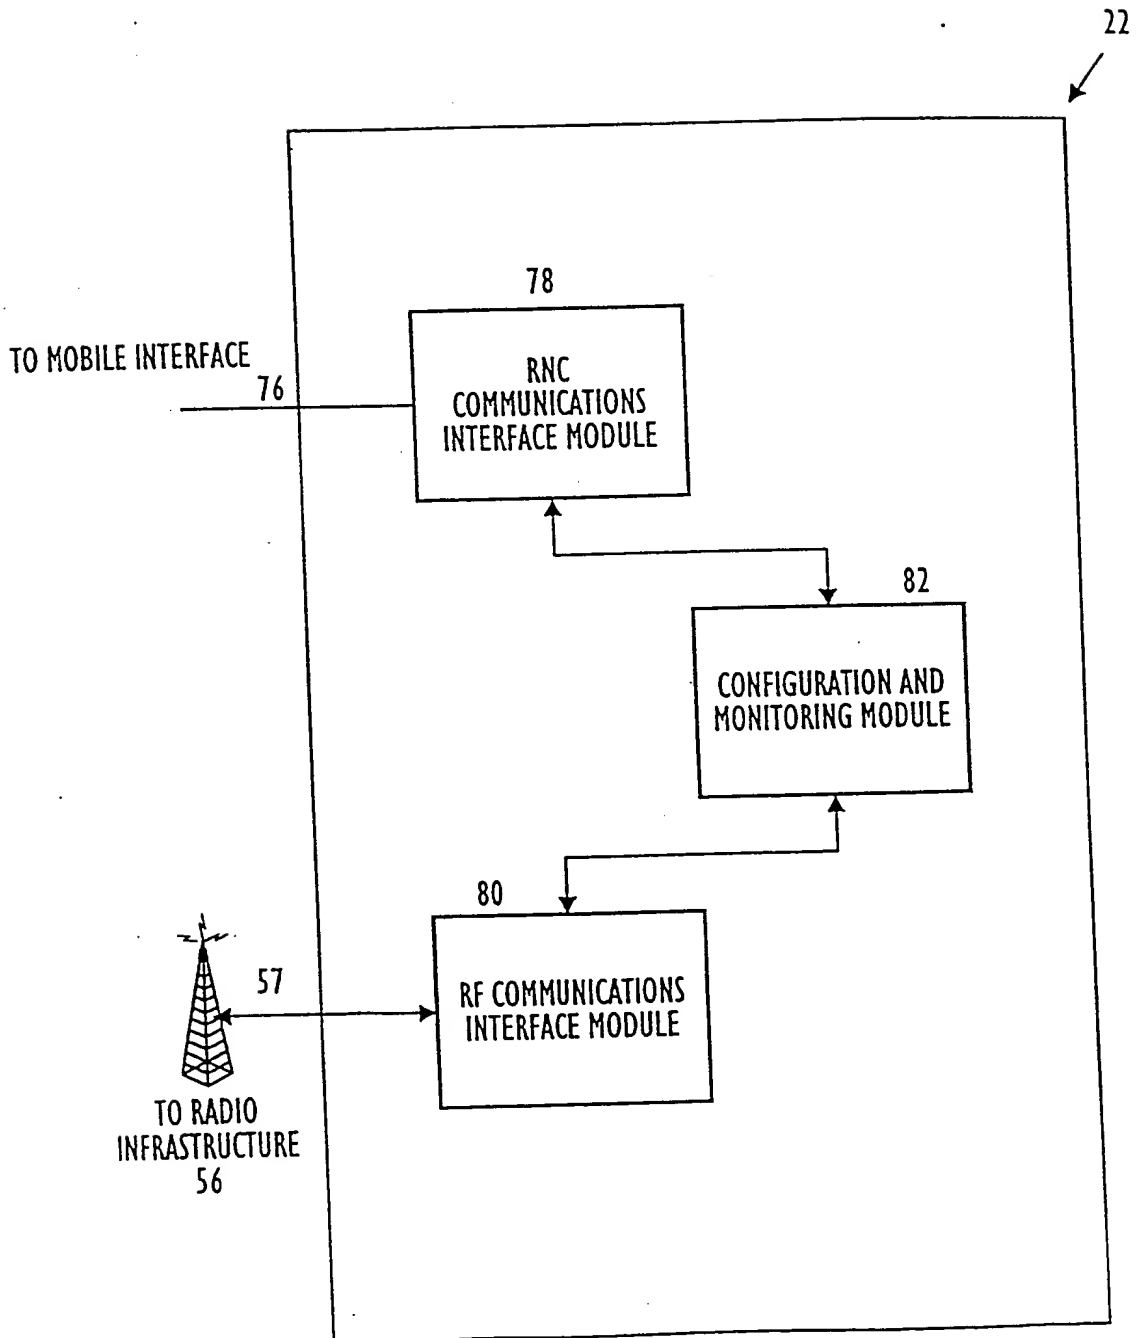 22
78
TO MOBILE INTERFACE
76
RNC
COMMUNICATIONS
INTERFACE MODULE
82
CONFIGURATION AND
MONITORING MODULE
80
57
RF COMMUNICATIONS
INTERFACE MODULE
TO RADIO
INFRASTRUCTURE
56